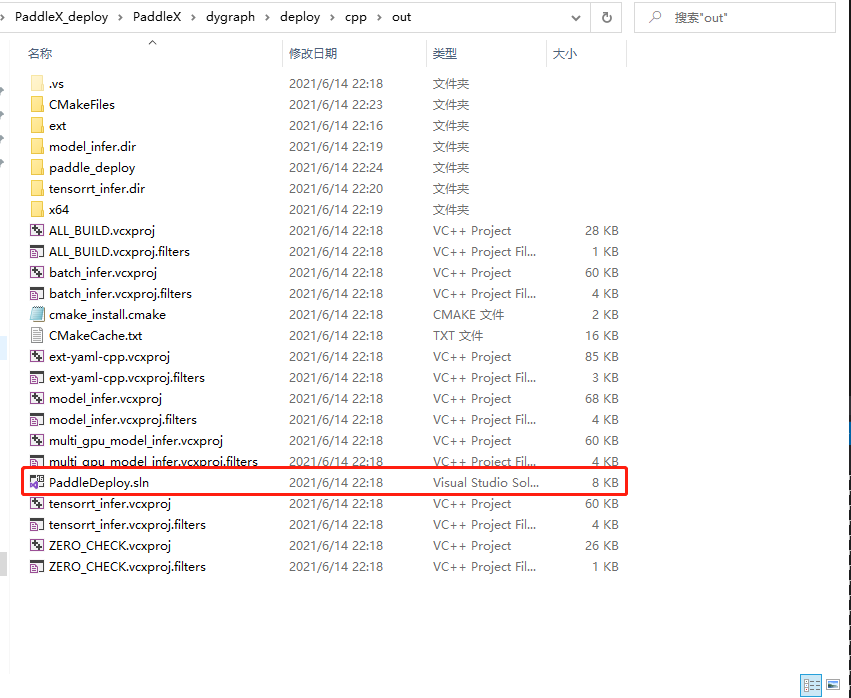 PaddleX_deploy › PaddleX › dygraph › deploy › cpp › out 搜索"out"
名称 修改日期 类型 大小
.vs 2021/6/14 22:18 文件夹
CMakeFiles 2021/6/14 22:23 文件夹
ext 2021/6/14 22:16 文件夹
model_infer.dir 2021/6/14 22:19 文件夹
paddle_deploy 2021/6/14 22:24 文件夹
tensorrt_infer.dir 2021/6/14 22:20 文件夹
x64 2021/6/14 22:19 文件夹
ALL_BUILD.vcxproj 2021/6/14 22:18 VC++ Project 28 KB
ALL_BUILD.vcxproj.filters 2021/6/14 22:18 VC++ Project Fil... 1 KB
batch_infer.vcxproj 2021/6/14 22:18 VC++ Project 60 KB
batch_infer.vcxproj.filters 2021/6/14 22:18 VC++ Project Fil... 4 KB
cmake_install.cmake 2021/6/14 22:18 CMAKE 文件 2 KB
CMakeCache.txt 2021/6/14 22:18 TXT 文件 16 KB
ext-yaml-cpp.vcxproj 2021/6/14 22:18 VC++ Project 85 KB
ext-yaml-cpp.vcxproj.filters 2021/6/14 22:18 VC++ Project Fil... 3 KB
model_infer.vcxproj 2021/6/14 22:18 VC++ Project 68 KB
model_infer.vcxproj.filters 2021/6/14 22:18 VC++ Project Fil... 4 KB
multi_gpu_model_infer.vcxproj 2021/6/14 22:18 VC++ Project 60 KB
multi_gpu_model_infer.vcxproj.filters 2021/6/14 22:18 VC++ Project Fil... 4 KB
PaddleDeploy.sln 2021/6/14 22:18 Visual Studio Sol... 8 KB
tensorrt_infer.vcxproj 2021/6/14 22:18 VC++ Project 60 KB
tensorrt_infer.vcxproj.filters 2021/6/14 22:18 VC++ Project Fil... 4 KB
ZERO_CHECK.vcxproj 2021/6/14 22:18 VC++ Project 26 KB
ZERO_CHECK.vcxproj.filters 2021/6/14 22:18 VC++ Project Fil... 1 KB